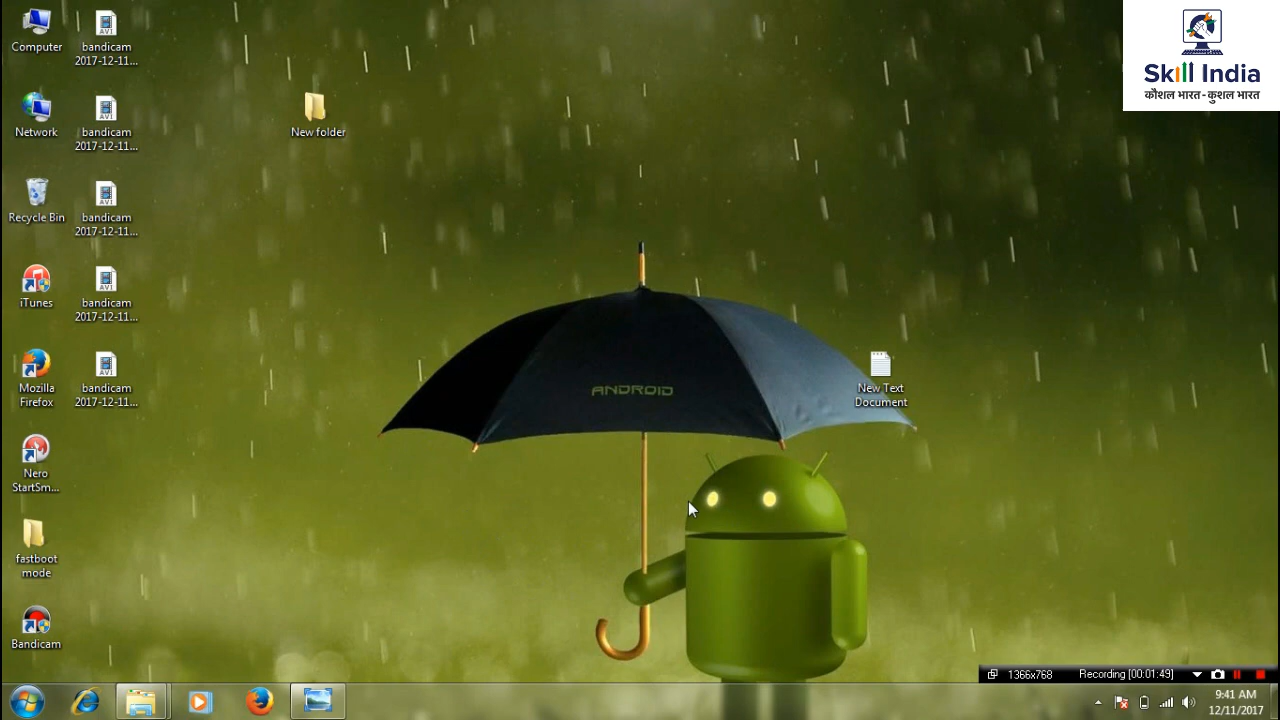 Computer
bandicam
2017-12-11...
Skill India
कौशल भारत-कुशल भारत
Network
bandicam
2017-12-11...
New folder
Recycle Bin
bandicam
2017-12-11...
iTunes
bandicam
2017-12-11...
Mozilla
Firefox
bandicam
2017-12-11...
ANDROID
New Text
Document
Nero
StartSm...
fastboot
mode
Bandicam
1366x768
Recording [00:01:49]
9:41 AM
12/11/2017